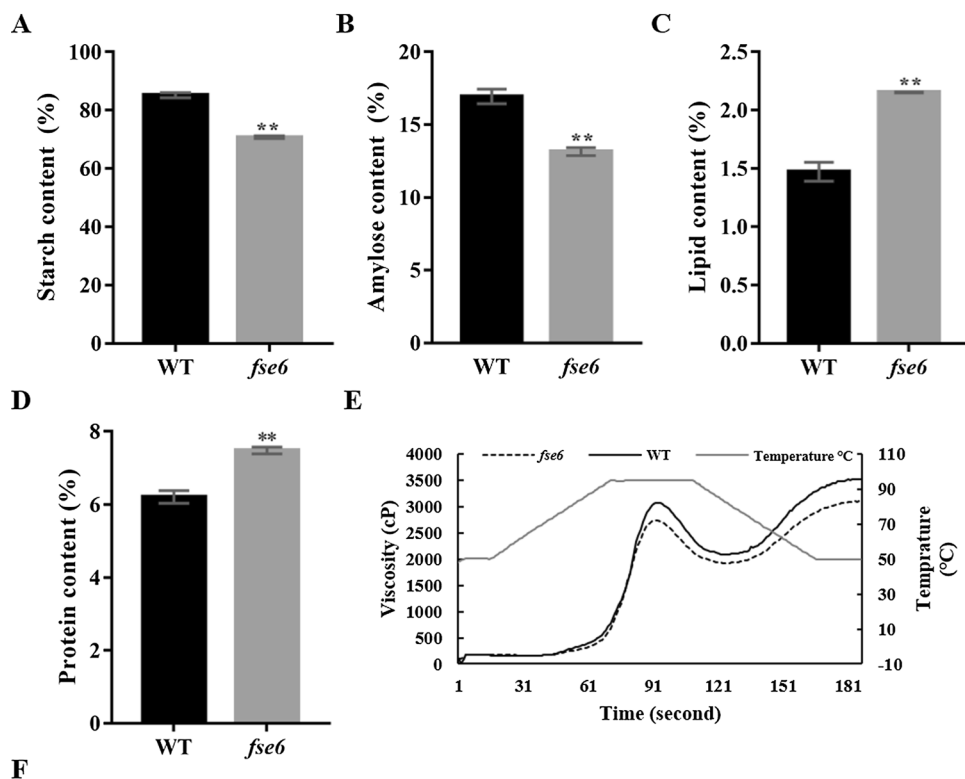 A
B
C
Starch content (%)
100
80
60
40
20
0
**
WT
fse6
Amylose content (%)
20
15
10
5
0
**
WT
fse6
Lipid content (%)
2.5
2.0
1.5
1.0
0.5
0.0
**
WT
fse6
D
E
Protein content (%)
8
6
4
2
0
**
WT
fse6
fse6
WT
Temperature °C
Viscosity (cP)
4000
3500
3000
2500
2000
1500
1000
500
0
110
90
70
50
30
10
-10
Temprature
(°C)
1 31 61 91 121 151 181
Time (second)
F